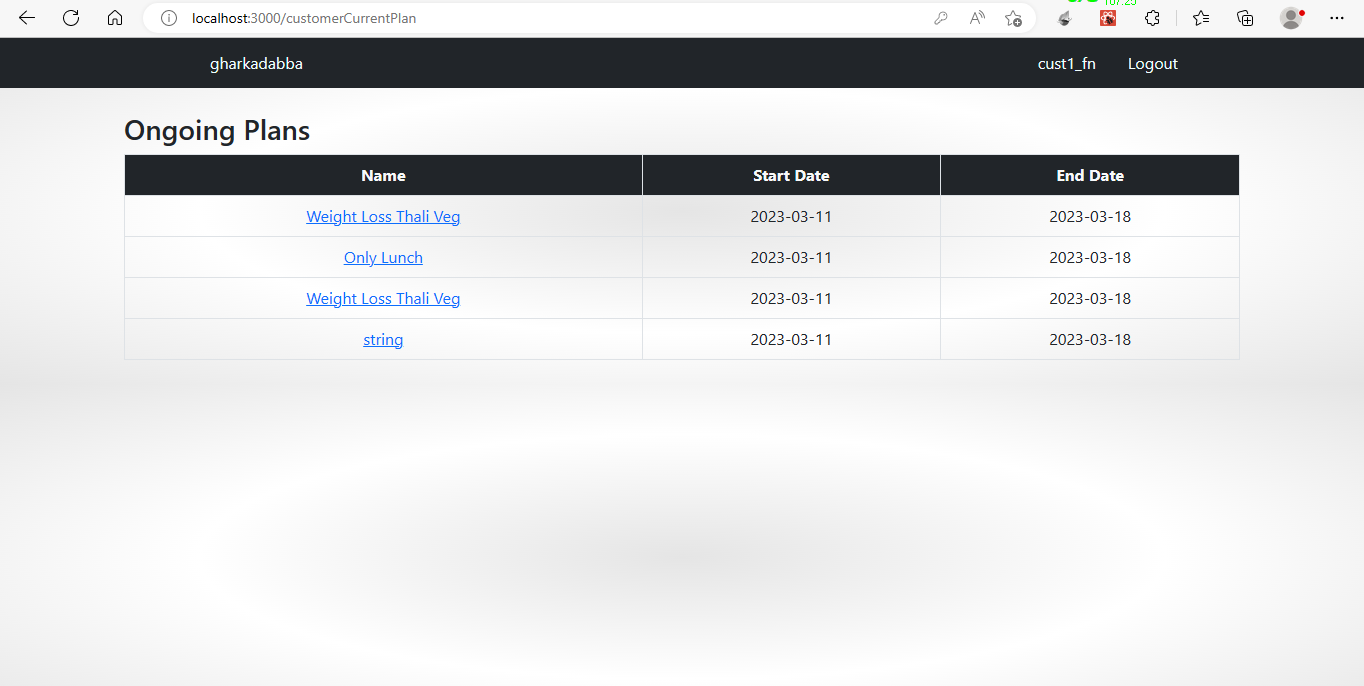 localhost:3000/customerCurrentPlan
gharkadabba cust1_fn Logout
Ongoing Plans
Name Start Date End Date
Weight Loss Thali Veg 2023-03-11 2023-03-18
Only Lunch 2023-03-11 2023-03-18
Weight Loss Thali Veg 2023-03-11 2023-03-18
string 2023-03-11 2023-03-18